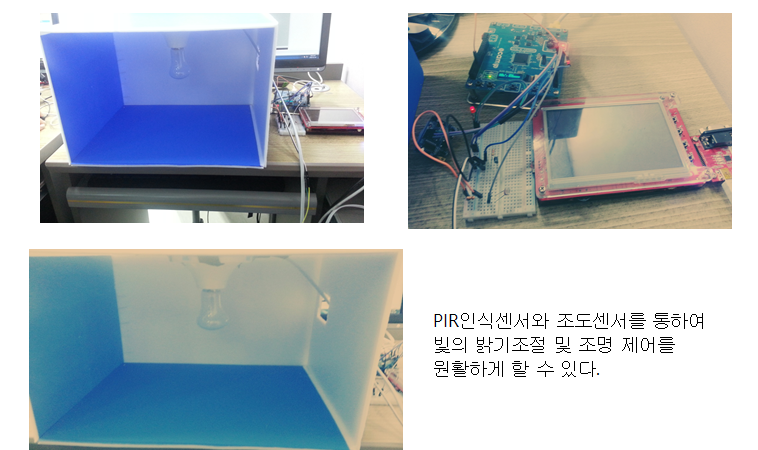 PIR인식센서와 조도센서를 통하여
빛의 밝기조절 및 조명 제어를
원활하게 할 수 있다.